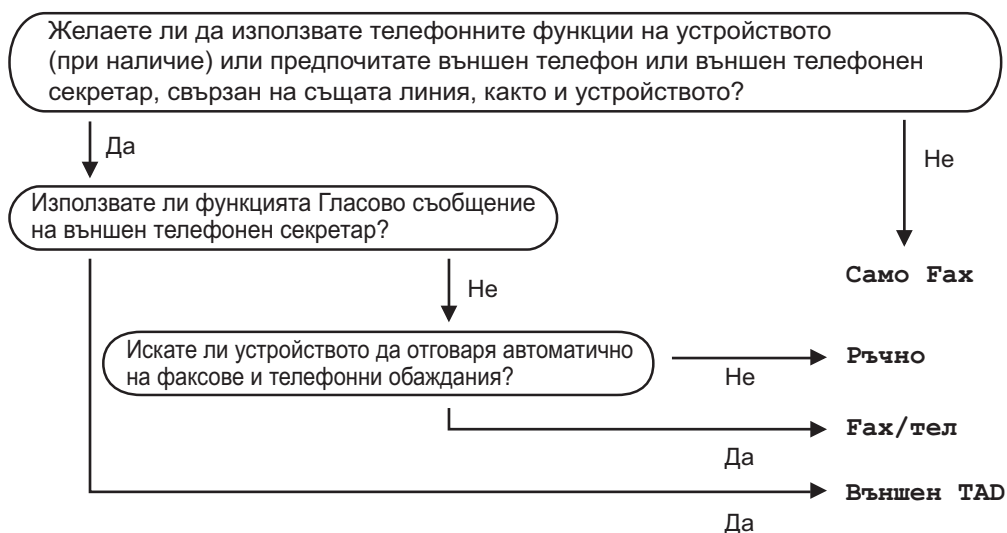 Желаете ли да използвате телефонните функции на устройството
(при наличие) или предпочитате външен телефон или външен телефонен
секретар, свързан на същата линия, както и устройството?
Да
Не
Използвате ли функцията Гласово съобщение
на външен телефонен секретар?
Само Fax
Не
Искате ли устройството да отговаря автоматично
на факсове и телефонни обаждания?
Ръчно
Не
Fax/тел
Да
Външен TAD
Да